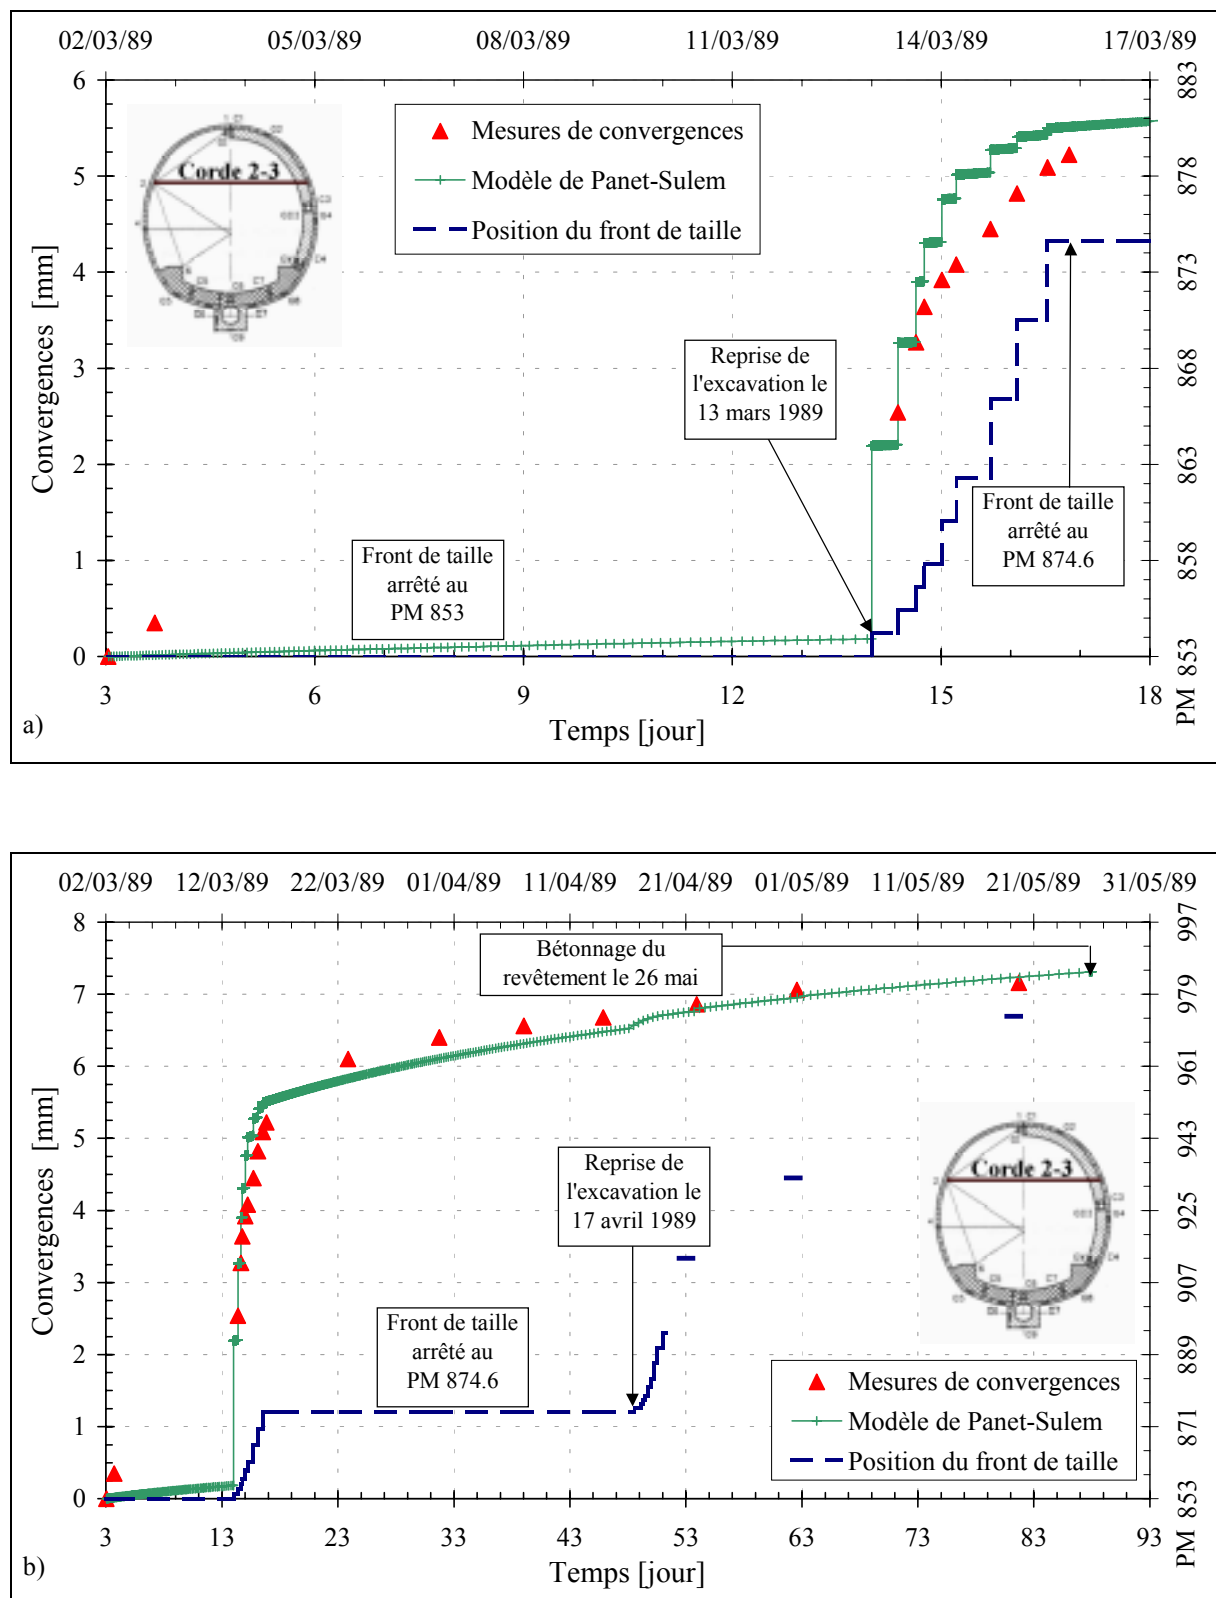 02/03/89 05/03/89 08/03/89 11/03/89 14/03/89 17/03/89
6
5
4
3
2
1
0
Convergences [mm]
Corde 2-3
Mesures de convergences
Modèle de Panet-Sulem
Position du front de taille
Reprise de
l'excavation le
13 mars 1989
Front de taille
arrêté au
PM 874.6
Front de taille
arrêté au
PM 853
883
878
873
868
863
858
PM 853
3 6 9 12 15 18
Temps [jour]
a)
02/03/89 12/03/89 22/03/89 01/04/89 11/04/89 21/04/89 01/05/89 11/05/89 21/05/89 31/05/89
8
7
6
5
4
3
2
1
0
Convergences [mm]
Bétonnage du
revêtement le 26 mai
Reprise de
l'excavation le
17 avril 1989
Corde 2-3
Front de taille
arrêté au
PM 874.6
Mesures de convergences
Modèle de Panet-Sulem
Position du front de taille
997
979
961
943
925
907
889
871
PM 853
3 13 23 33 43 53 63 73 83 93
Temps [jour]
b)